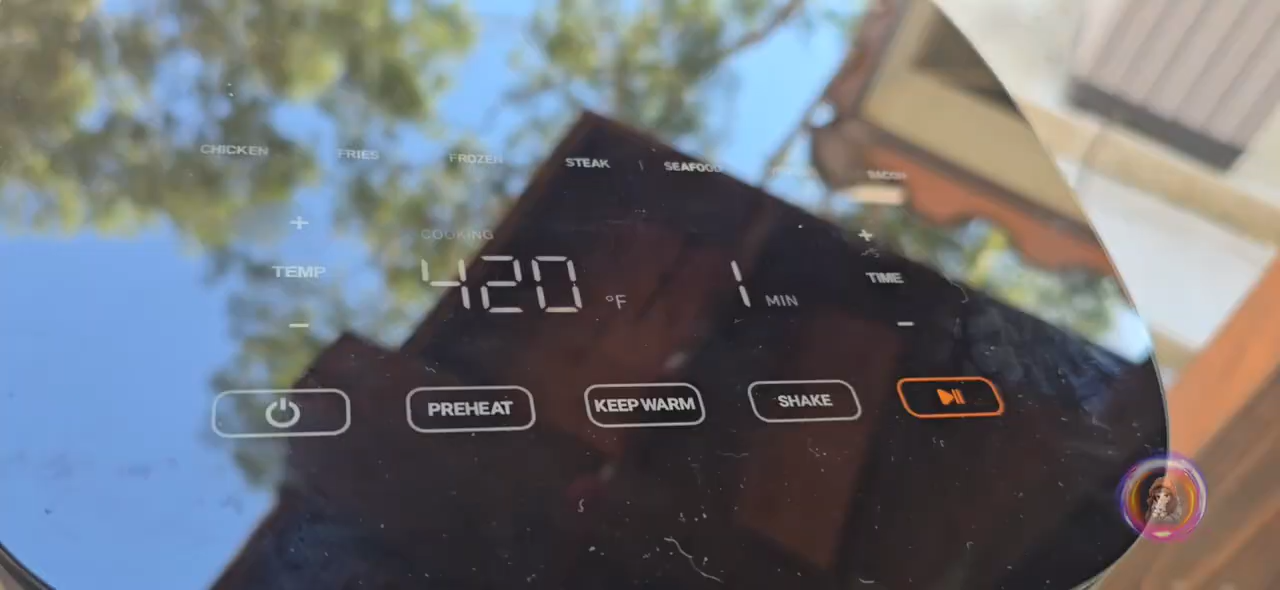 CHICKEN FRIES FROZEN STEAK SEAFOOD BACON
COOKING
TEMP 420 °F 1 MIN TIME
PREHEAT KEEP WARM SHAKE